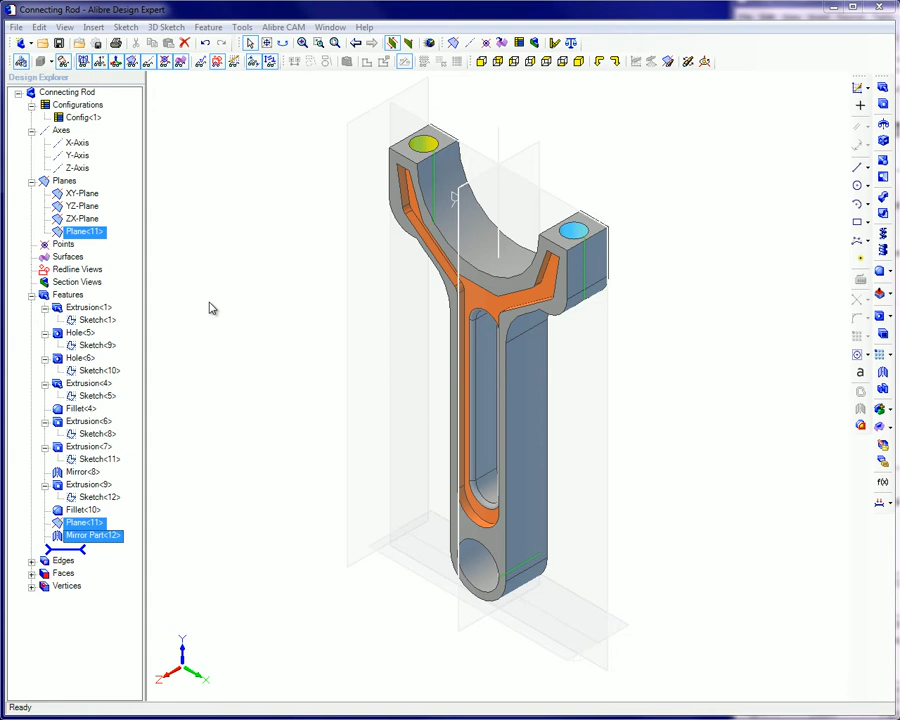 Connecting Rod - Alibre Design Expert
File Edit View Insert Sketch 3D Sketch Feature Tools Alibre CAM Window Help
Design Explorer
Connecting Rod
Configurations
Config<1>
Axes
X-Axis
Y-Axis
Z-Axis
Planes
XY-Plane
YZ-Plane
ZX-Plane
Plane<11>
Points
Surfaces
Redline Views
Section Views
Features
Extrusion<1>
Sketch<1>
Hole<5>
Sketch<9>
Hole<6>
Sketch<10>
Extrusion<4>
Sketch<5>
Fillet<4>
Extrusion<6>
Sketch<8>
Extrusion<7>
Sketch<11>
Mirror<8>
Extrusion<9>
Sketch<12>
Fillet<10>
Plane<11>
Mirror Part<12>
Edges
Faces
Vertices
a
f(x)
Y
Z
X
Ready